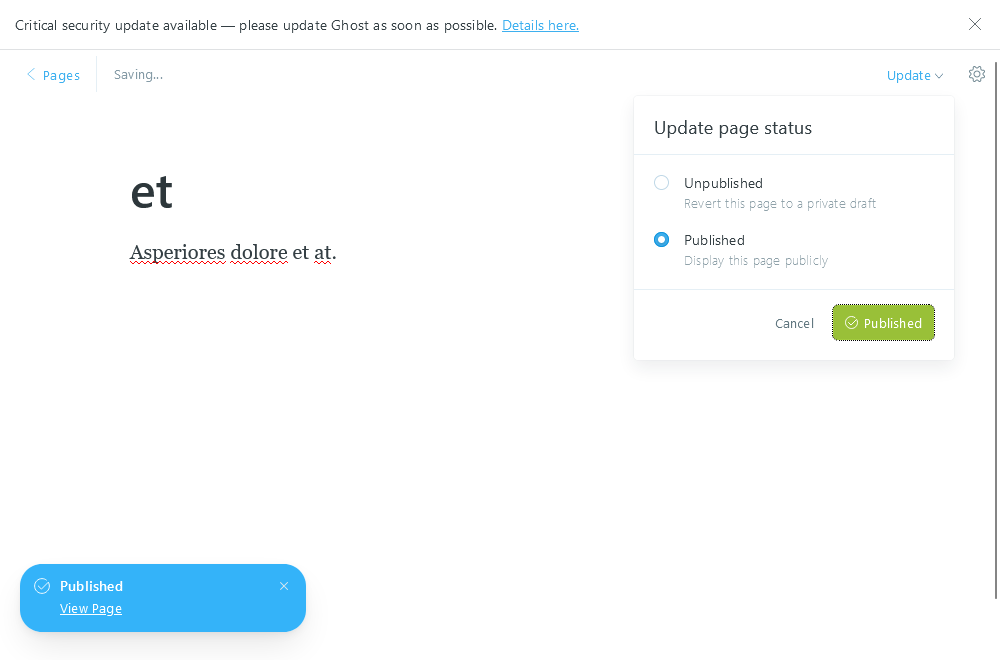 Critical security update available — please update Ghost as soon as possible. Details here.
Pages
Saving...
Update
Update page status
Unpublished
Revert this page to a private draft
Published
Display this page publicly
Cancel
Published
et
Asperiores dolore et at.
Published
View Page